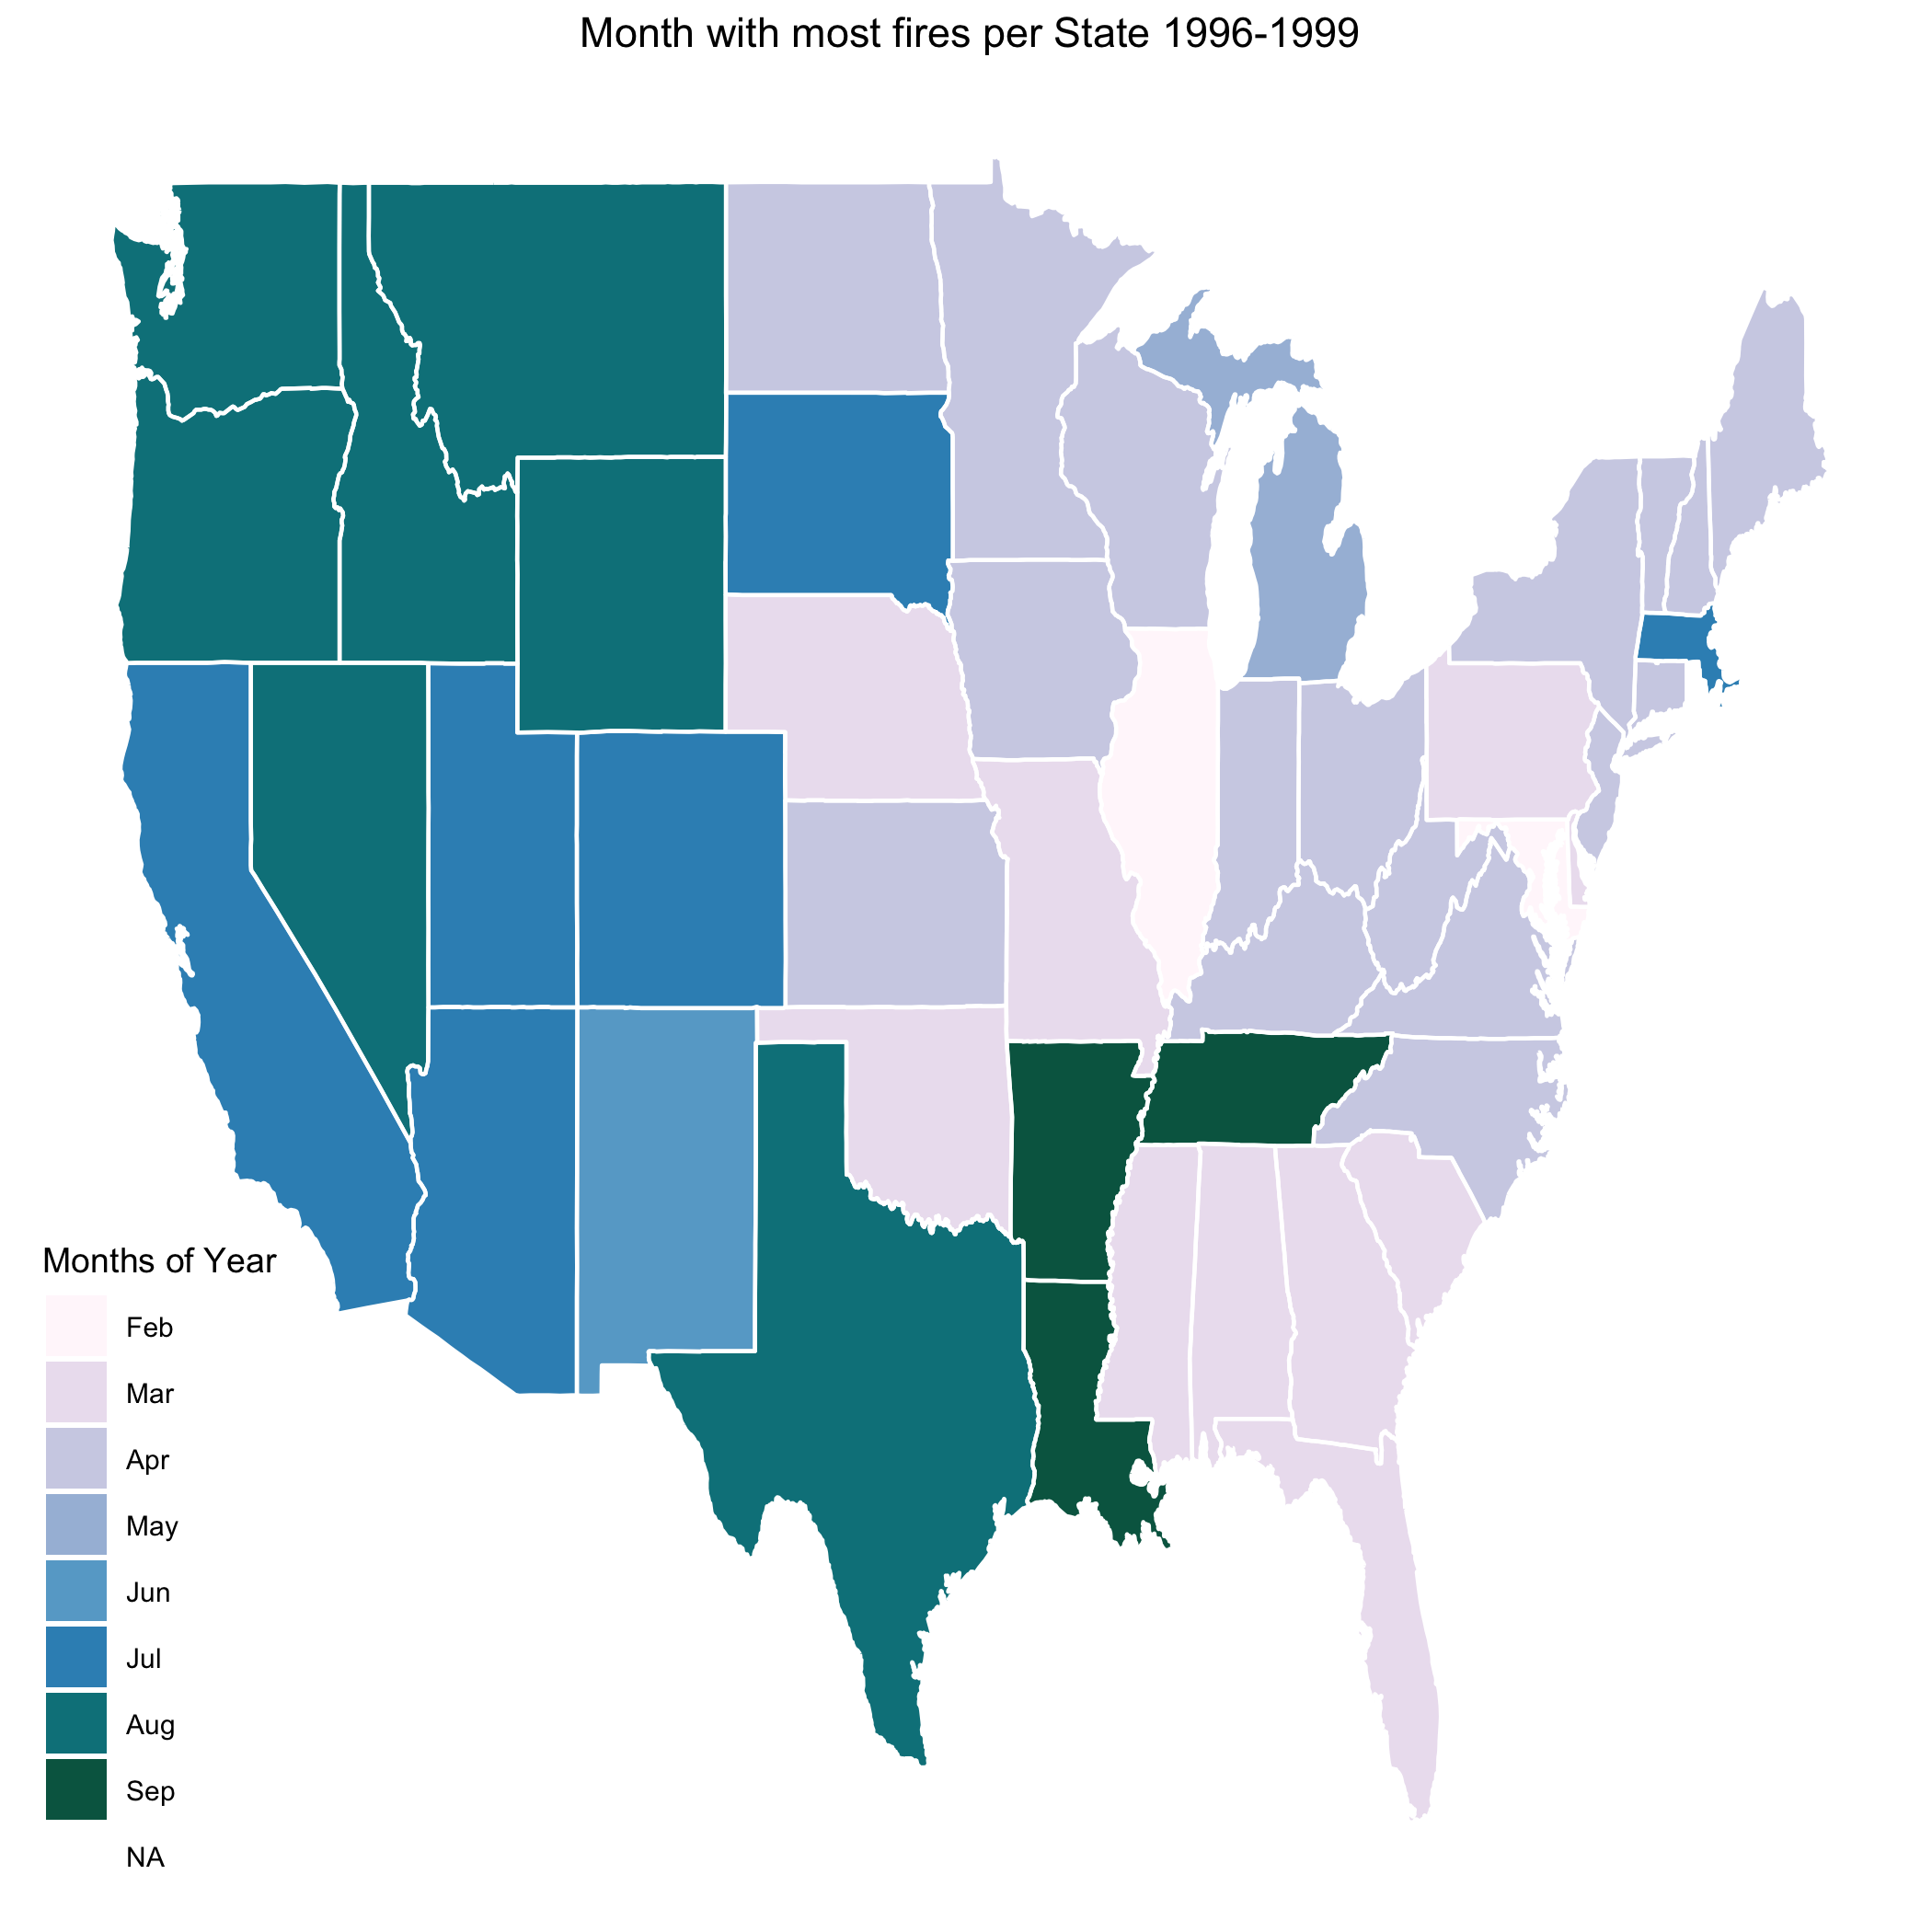 Month with most fires per State 1996-1999
Months of Year
Feb
Mar
Apr
May
Jun
Jul
Aug
Sep
NA